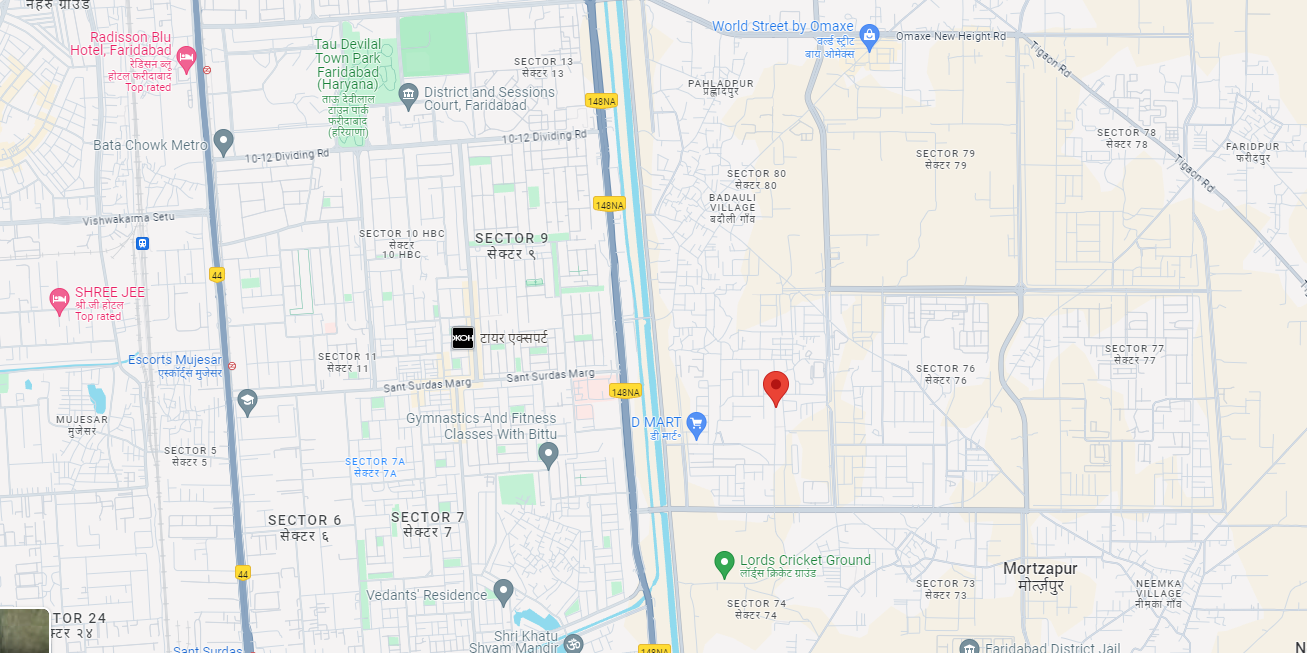 नेहरु ग्राउंड
Radisson Blu
Hotel, Faridabad
रेडिसन ब्लू
होटल फरीदाबाद
Top rated
Tau Devilal
Town Park
Faridabad
(Haryana)
ताऊ देवीलाल
टाउन पार्क
फरीदाबाद
(हरियाणा)
SECTOR 13
सेक्टर 13
District and Sessions
Court, Faridabad
148NA
World Street by Omaxe
वर्ल्ड स्ट्रीट
बाय ओमेक्स
Omaxe New Height Rd
Tigaon Rd
PAHLADPUR
प्रह्लादपुर
SECTOR 78
सेक्टर 78
FARIDPUR
फरीदपुर
SECTOR 79
सेक्टर 79
Tigaon Rd
Bata Chowk Metro
10-12 Dividing Rd
10-12 Dividing Rd
SECTOR 80
सेक्टर 80
BADAULI
VILLAGE
बदौली गाँव
148NA
Vishwakarma Setu
SECTOR 10 HBC
सेक्टर
10 HBC
SECTOR 9
सेक्टर ९
44
SHREE JEE
श्री जी होटल
Top rated
टायर एक्सपर्ट
Escorts Mujesar
एस्कॉर्ट्स मुजेसर
SECTOR 11
सेक्टर 11
Sant Surdas Marg
Sant Surdas Marg
148NA
SECTOR 76
सेक्टर 76
SECTOR 77
सेक्टर 77
MUJESAR
मुजेसर
Gymnastics And Fitness
Classes With Bittu
D MART
डी मार्ट॰
SECTOR 5
सेक्टर 5
SECTOR 7A
सेक्टर 7A
SECTOR 6
सेक्टर ६
SECTOR 7
सेक्टर 7
44
Lords Cricket Ground
लॉर्ड्स क्रिकेट ग्राउंड
Mortzapur
मोर्त्ज़पुर
SECTOR 73
सेक्टर 73
NEEMKA
VILLAGE
नीमका गाँव
Vedants' Residence
SECTOR 74
सेक्टर 74
TOR 24
क्टर २४
Shri Khatu
Shyam Mandir
Sant Surdas
148NA
Faridabad District Jail
N